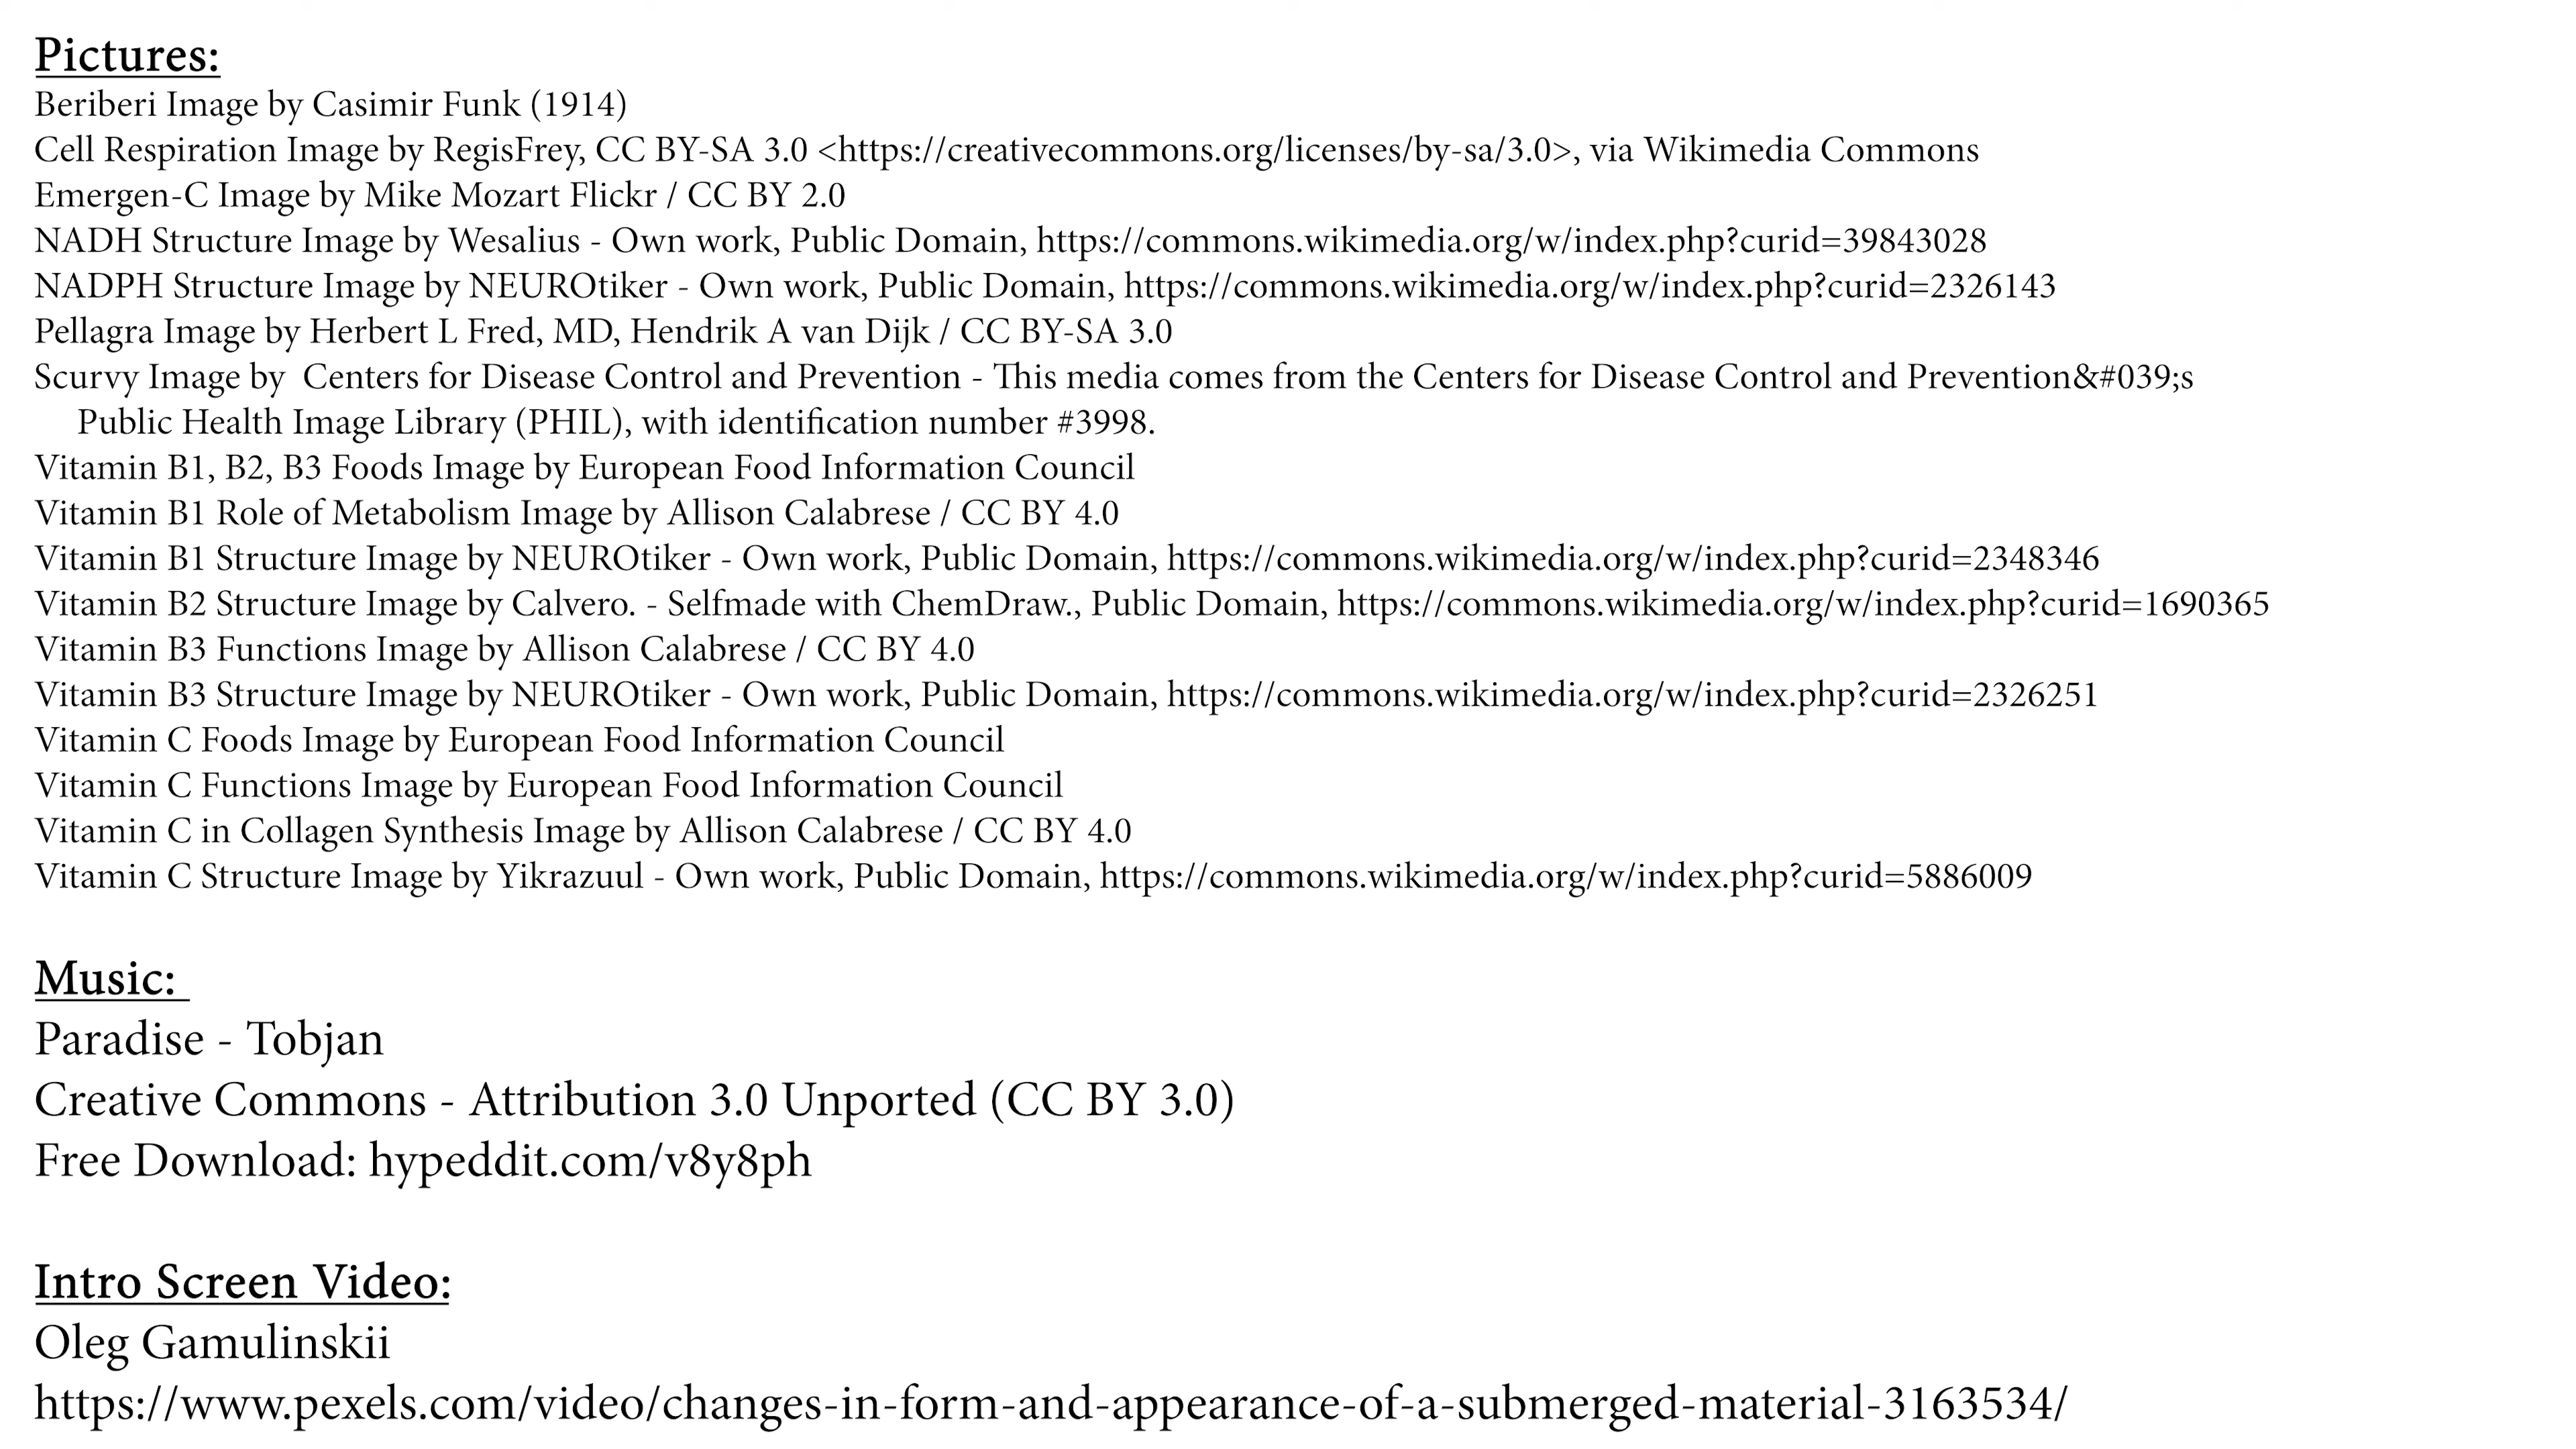 Pictures:
Beriberi Image by Casimir Funk (1914)
Cell Respiration Image by RegisFrey, CC BY-SA 3.0 <https://creativecommons.org/licenses/by-sa/3.0>, via Wikimedia Commons
Emergen-C Image by Mike Mozart Flickr / CC BY 2.0
NADH Structure Image by Wesalius - Own work, Public Domain, https://commons.wikimedia.org/w/index.php?curid=39843028
NADPH Structure Image by NEUROtiker - Own work, Public Domain, https://commons.wikimedia.org/w/index.php?curid=2326143
Pellagra Image by Herbert L Fred, MD, Hendrik A van Dijk / CC BY-SA 3.0
Scurvy Image by  Centers for Disease Control and Prevention - This media comes from the Centers for Disease Control and Prevention&#039;s
Public Health Image Library (PHIL), with identification number #3998.
Vitamin B1, B2, B3 Foods Image by European Food Information Council
Vitamin B1 Role of Metabolism Image by Allison Calabrese / CC BY 4.0
Vitamin B1 Structure Image by NEUROtiker - Own work, Public Domain, https://commons.wikimedia.org/w/index.php?curid=2348346
Vitamin B2 Structure Image by Calvero. - Selfmade with ChemDraw., Public Domain, https://commons.wikimedia.org/w/index.php?curid=1690365
Vitamin B3 Functions Image by Allison Calabrese / CC BY 4.0
Vitamin B3 Structure Image by NEUROtiker - Own work, Public Domain, https://commons.wikimedia.org/w/index.php?curid=2326251
Vitamin C Foods Image by European Food Information Council
Vitamin C Functions Image by European Food Information Council
Vitamin C in Collagen Synthesis Image by Allison Calabrese / CC BY 4.0
Vitamin C Structure Image by Yikrazuul - Own work, Public Domain, https://commons.wikimedia.org/w/index.php?curid=5886009
Music:
Paradise - Tobjan
Creative Commons - Attribution 3.0 Unported (CC BY 3.0)
Free Download: hypeddit.com/v8y8ph
Intro Screen Video:
Oleg Gamulinskii
https://www.pexels.com/video/changes-in-form-and-appearance-of-a-submerged-material-3163534/